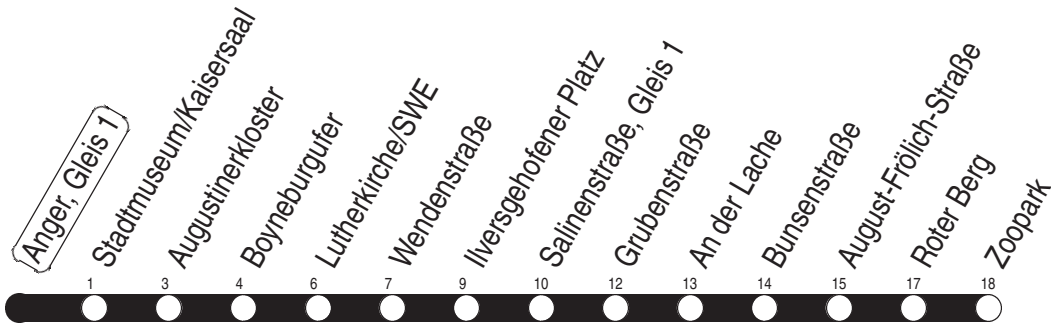 Anger, Gleis 1
Stadtmuseum/Kaisersaal
Augustinerkloster
Boyneburgufer
Lutherkirche/SWE
Wendenstraße
Ilversgehofener Platz
Salinenstraße, Gleis 1
Grubenstraße
An der Lache
Bunsenstraße
August-Frölich-Straße
Roter Berg
Zoopark
1 3 4 6 7 9 10 12 13 14 15 17 18